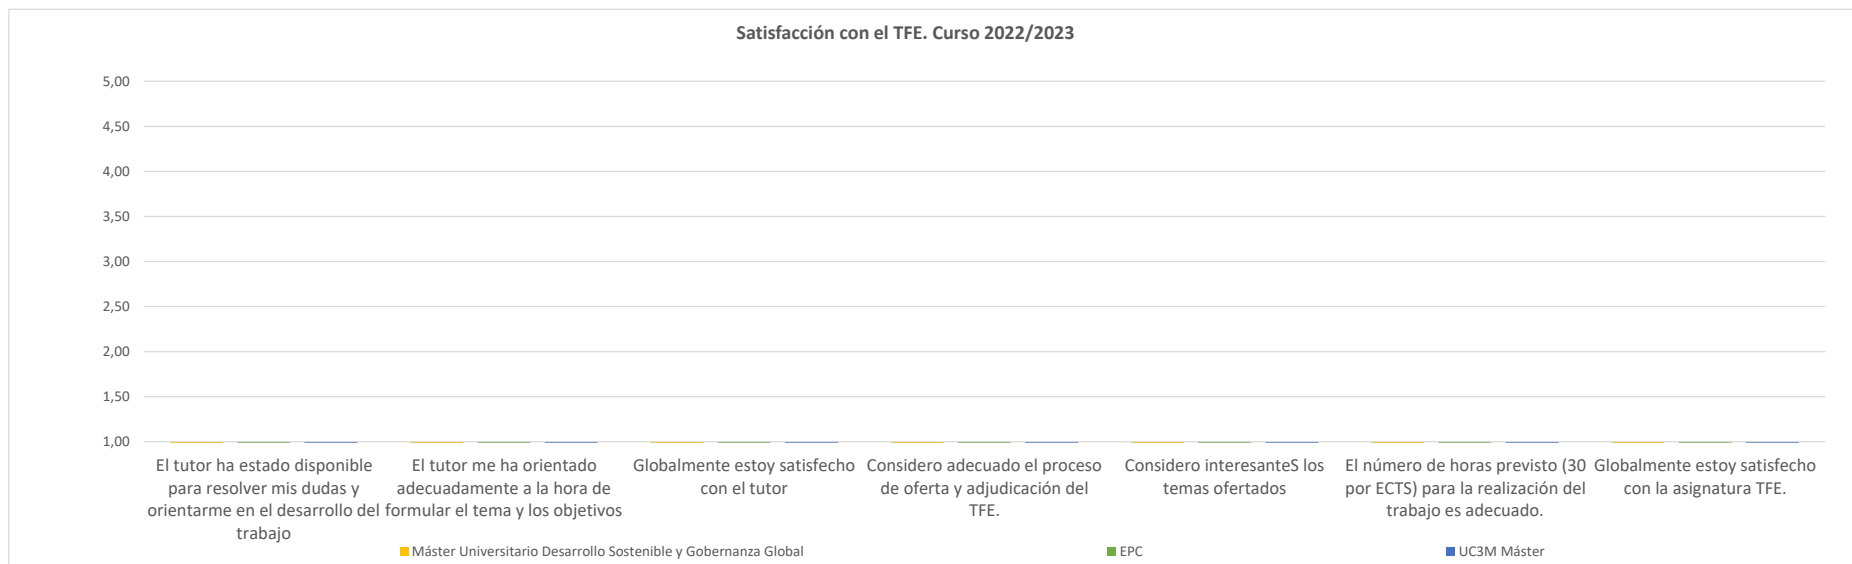 Satisfacción con el TFE. Curso 2022/2023
5,00
4,50
4,00
3,50
3,00
2,50
2,00
1,50
1,00
El tutor ha estado disponible
para resolver mis dudas y
orientarme en el desarrollo del
trabajo
El tutor me ha orientado
adecuadamente a la hora de
formular el tema y los objetivos
Globalmente estoy satisfecho
con el tutor
Considero adecuado el proceso
de oferta y adjudicación del
TFE.
Considero interesanteS los
temas ofertados
El número de horas previsto (30
por ECTS) para la realización del
trabajo es adecuado.
Globalmente estoy satisfecho
con la asignatura TFE.
Máster Universitario Desarrollo Sostenible y Gobernanza Global
EPC
UC3M Máster